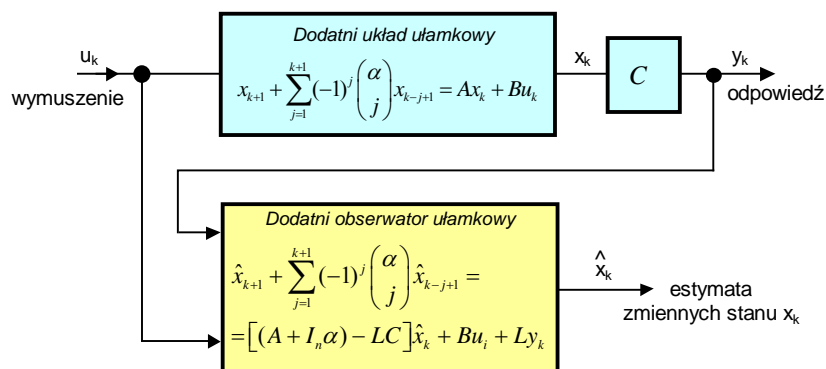 Dodatni układ ułamkowy
u_k
wymuszenie
x_{k+1} + \sum_{j=1}^{k+1} (-1)^j \binom{\alpha}{j} x_{k-j+1} = Ax_k + Bu_k
x_k
C
y_k
odpowiedź
Dodatni obserwator ułamkowy
\hat{x}_{k+1} + \sum_{j=1}^{k+1} (-1)^j \binom{\alpha}{j} \hat{x}_{k-j+1} =
= [(A + I_n \alpha) - LC] \hat{x}_k + Bu_i + Ly_k
\hat{x}_k
estymata
zmiennych stanu x_k